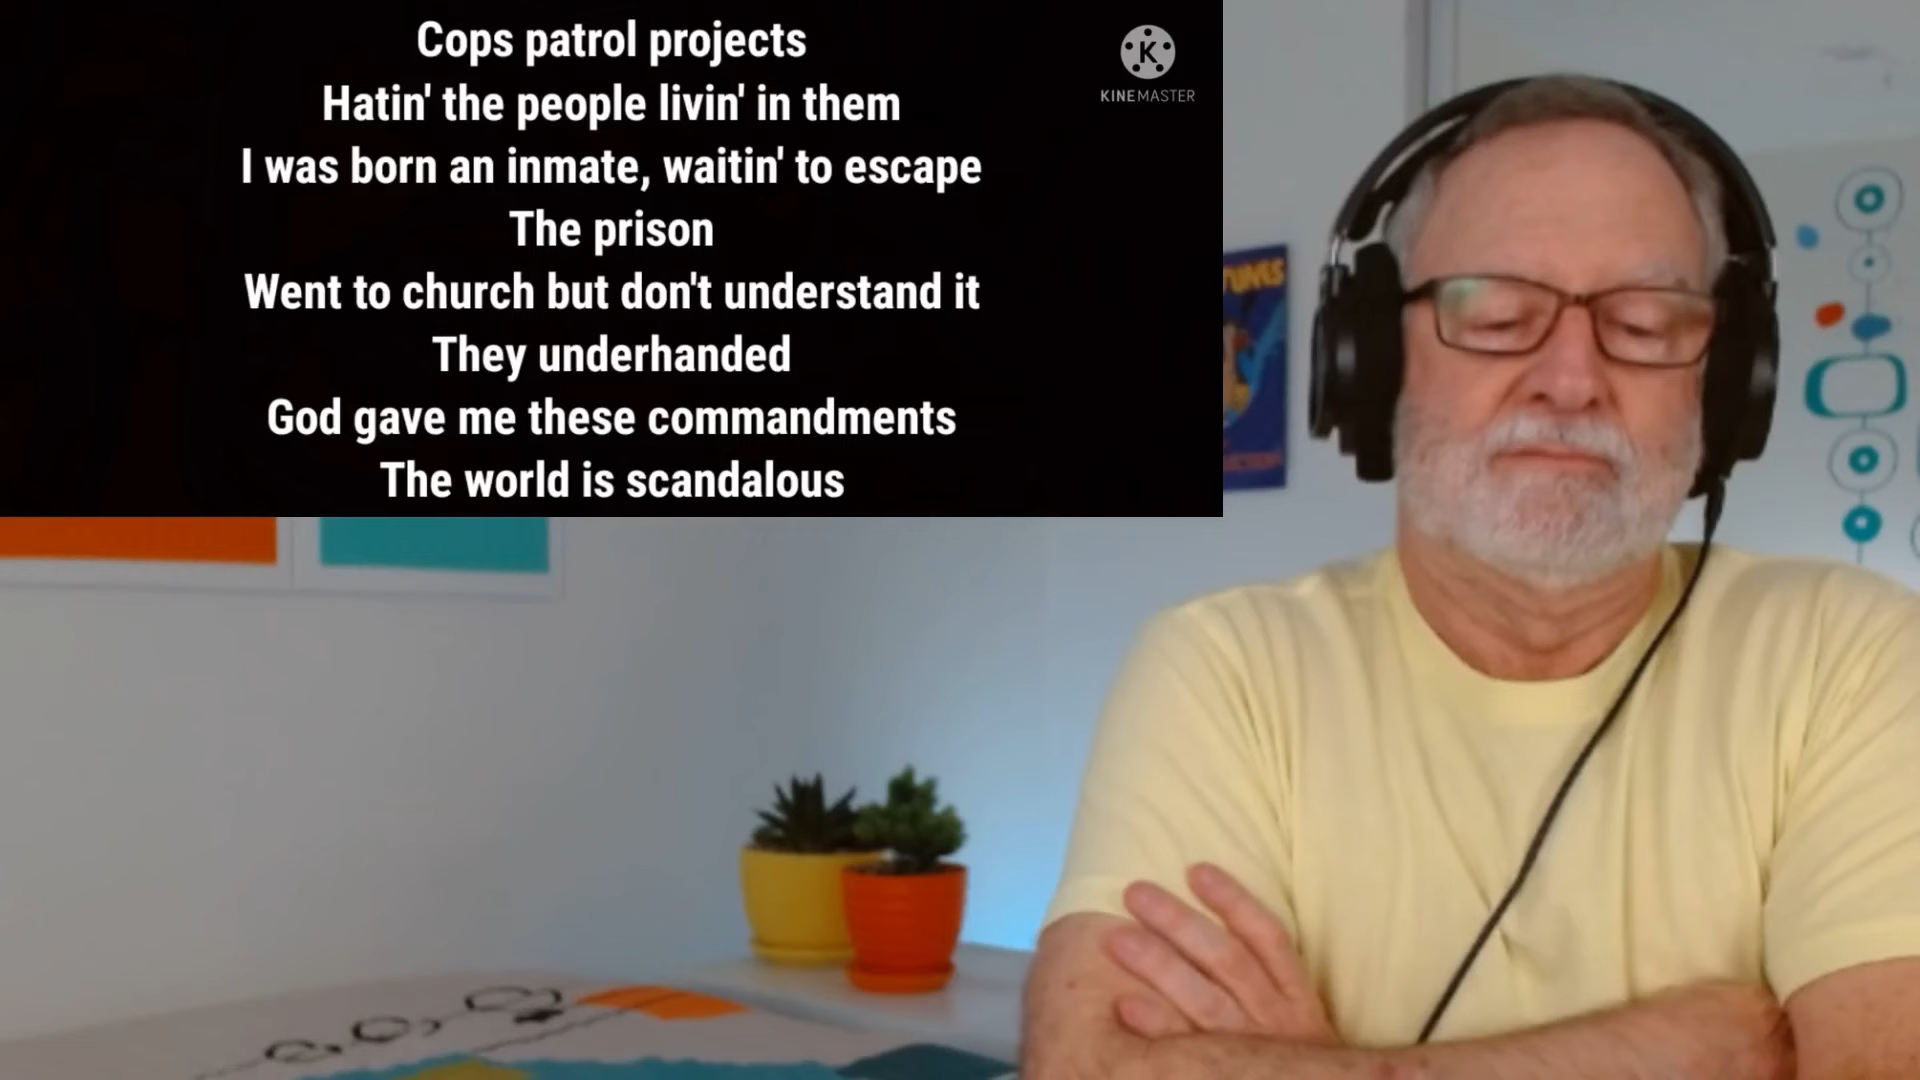 Cops patrol projects
Hatin' the people livin' in them
I was born an inmate, waitin' to escape
The prison
Went to church but don't understand it
They underhanded
God gave me these commandments
The world is scandalous
K
KINEMASTER
TUNES